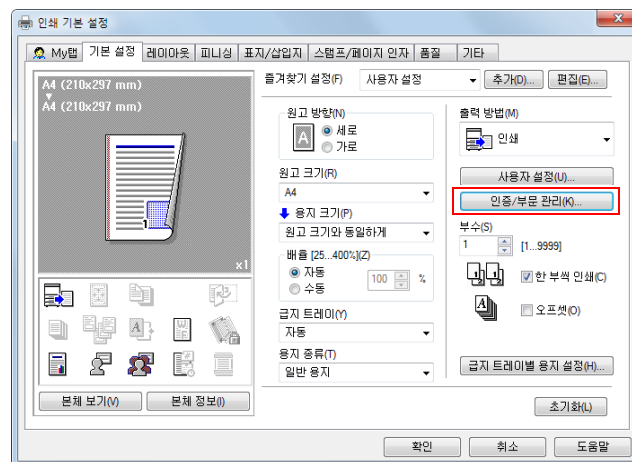 인쇄 기본 설정
My탭 기본 설정 레이아웃 피니싱 표지/삽입지 스탬프/페이지 인자 품질 기타
A4 (210x297 mm)
A4 (210x297 mm)
1
x1
즐겨찾기 설정(F) 사용자 설정 추가(D)... 편집(E)...
원고 방향(N)
A
세로
가로
원고 크기(R)
A4
용지 크기(P)
원고 크기와 동일하게
배율 [25...400%](Z)
자동
수동
100 %
급지 트레이(Y)
자동
용지 종류(T)
일반 용지
출력 방법(M)
인쇄
사용자 설정(U)...
인증/부문 관리(K)...
부수(S)
1 [1...9999]
한 부씩 인쇄(C)
오프셋(O)
급지 트레이별 용지 설정(H)...
본체 보기(V) 본체 정보(I)
초기화(L)
확인 취소 도움말